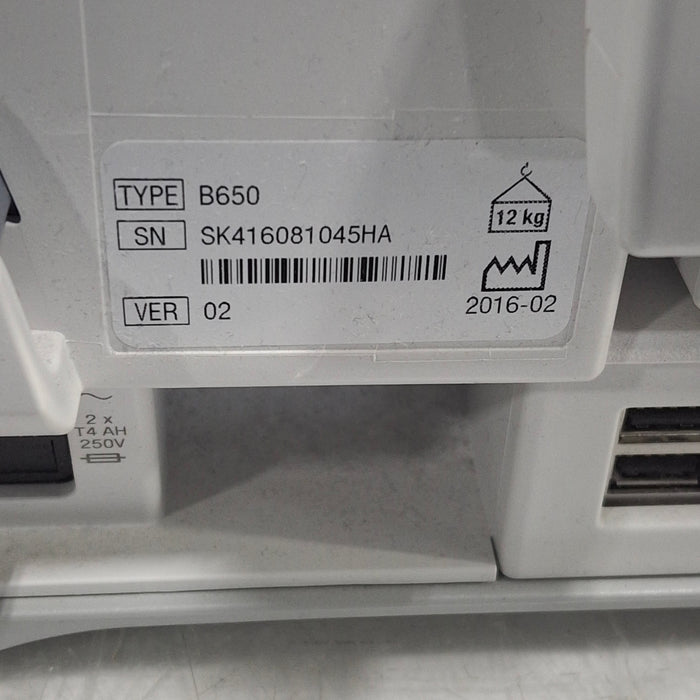 TYPE B650
12 kg
SN SK416081045HA
VER 02
2016-02
2 x
T4 AH
250V